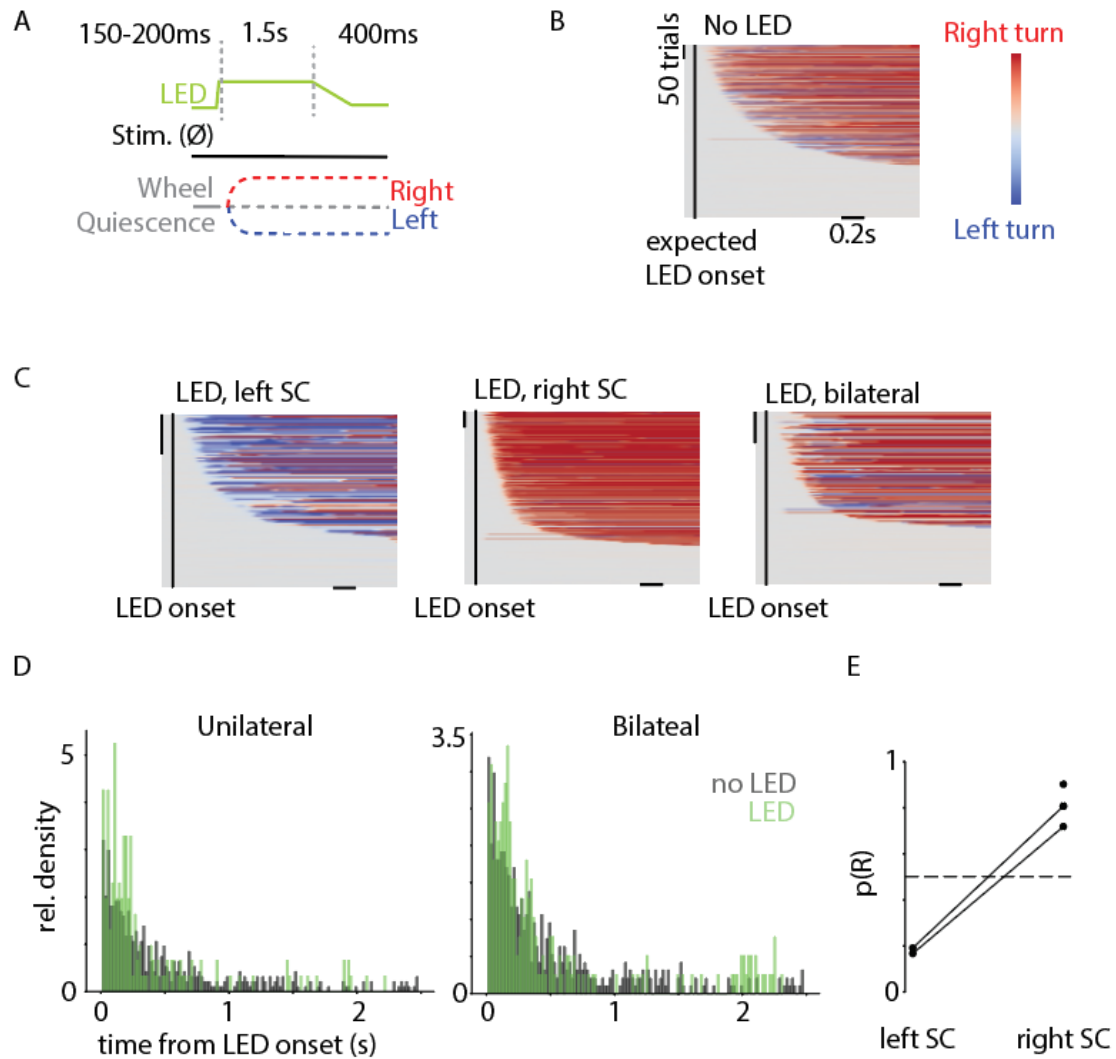 A
150-200ms 1.5s 400ms
LED
Stim. (Ø)
Wheel
Quiescence
Right
Left
B
No LED
50 trials
expected
LED onset
0.2s
Right turn
Left turn
C
LED, left SC
LED onset
LED, right SC
LED onset
LED, bilateral
LED onset
D
Unilateral
5
0
rel. density
0 1 2
time from LED onset (s)
Bilateal
3.5
0
no LED
LED
0 1 2
E
1
p(R)
0
left SC right SC